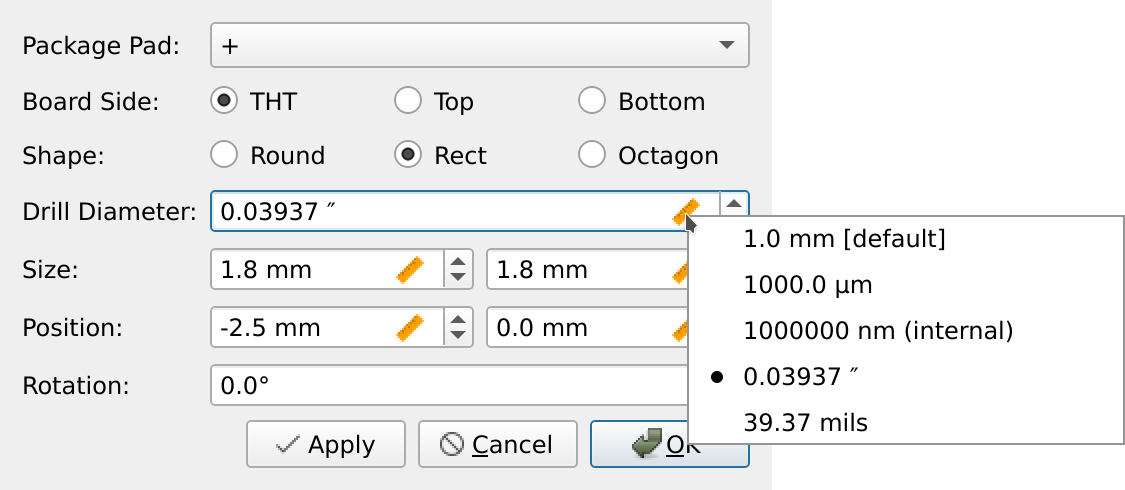 Package Pad: +
Board Side: THT Top Bottom
Shape: Round Rect Octagon
Drill Diameter: 0.03937 ″
1.0 mm [default]
Size: 1.8 mm 1.8 mm
1000.0 µm
Position: -2.5 mm 0.0 mm
1000000 nm (internal)
Rotation: 0.0°
0.03937 ″
39.37 mils
Apply Cancel OK